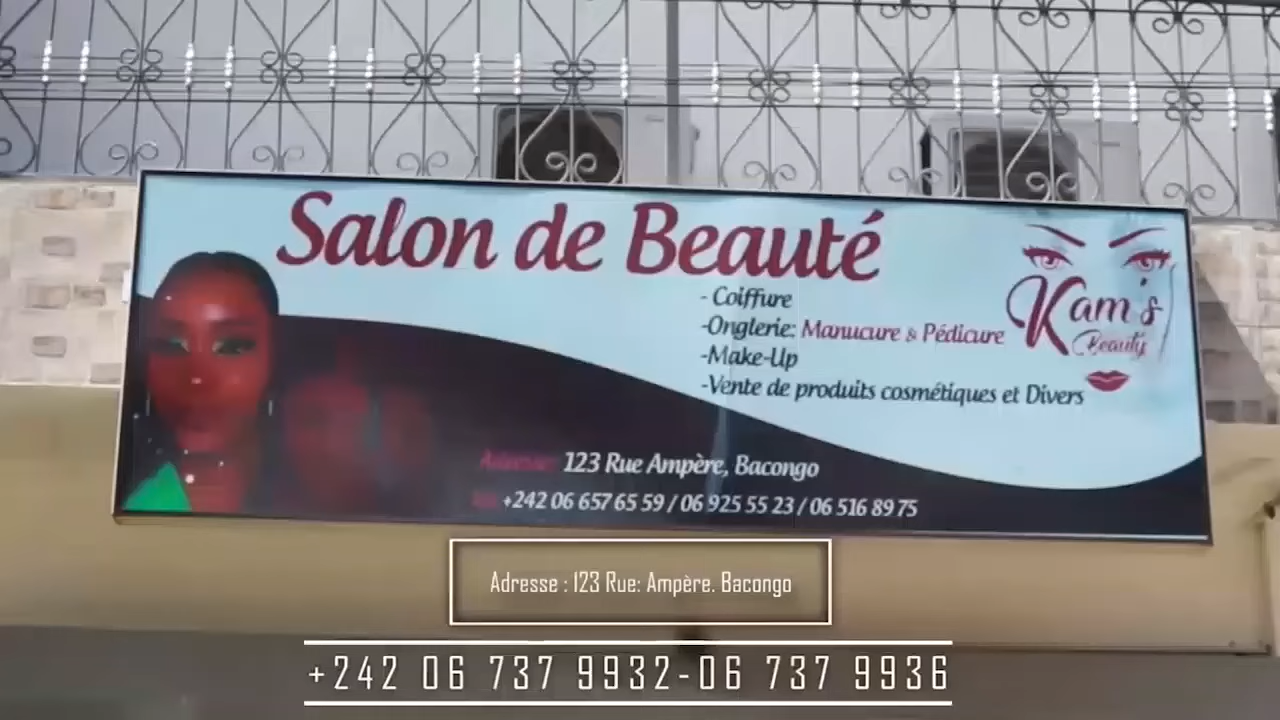 Salon de Beauté
- Coiffure
-Onglerie: Manucure & Pédicure
-Make-Up
-Vente de produits cosmétiques et Divers
Kam's
Beauty
Adresse: 123 Rue Ampère, Bacongo
+242 06 657 65 59 / 06 925 55 23 / 06 516 89 75
Adresse : 123 Rue: Ampère. Bacongo
+242 06 737 9932-06 737 9936